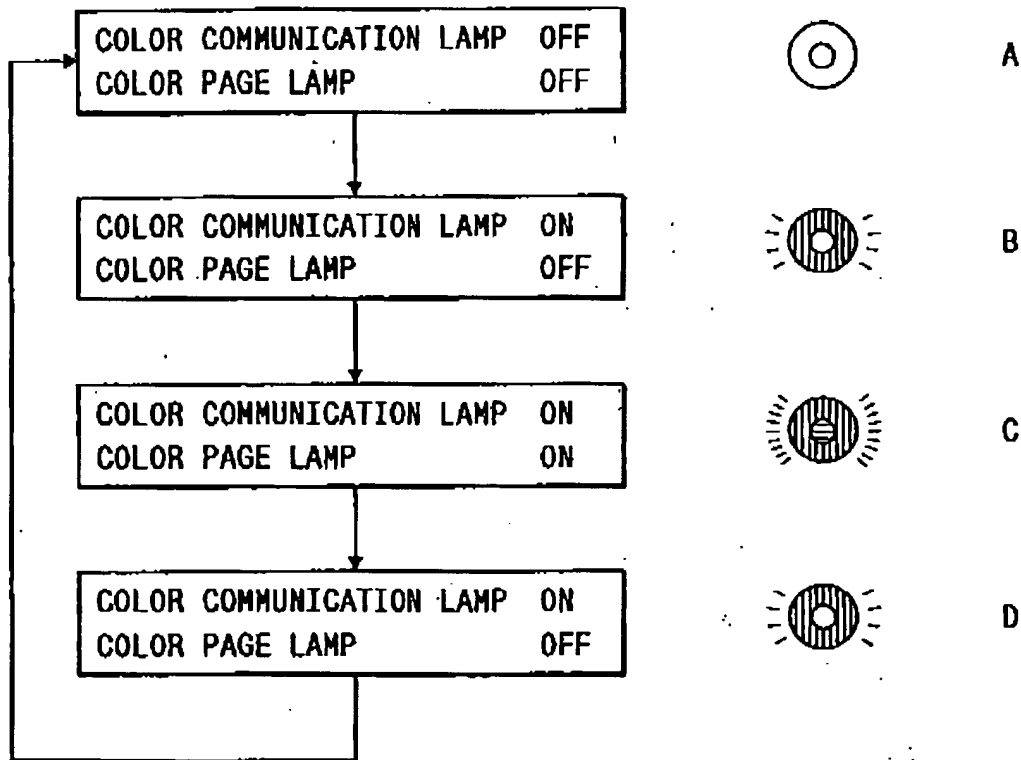 COLOR COMMUNICATION LAMP OFF
COLOR PAGE LAMP OFF
A
COLOR COMMUNICATION LAMP ON
COLOR PAGE LAMP OFF
B
COLOR COMMUNICATION LAMP ON
COLOR PAGE LAMP ON
C
COLOR COMMUNICATION LAMP ON
COLOR PAGE LAMP OFF
D